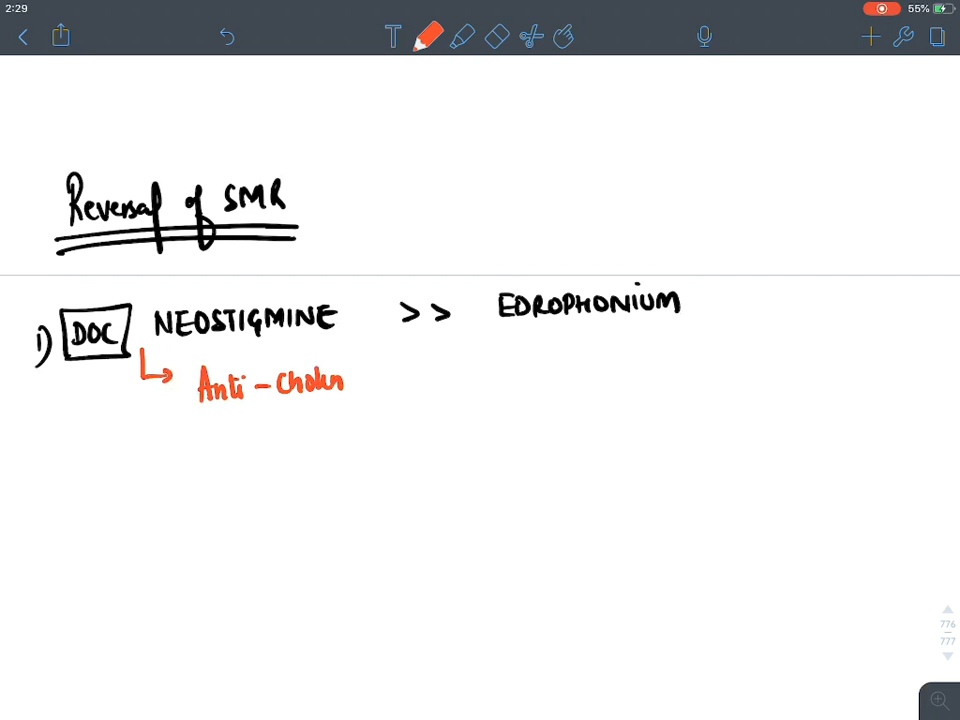 2:29
55%
T
Reversal of SMR
1) DOC NEOSTIGMINE >> EDROPHONIUM
Anti-cholin
776
777